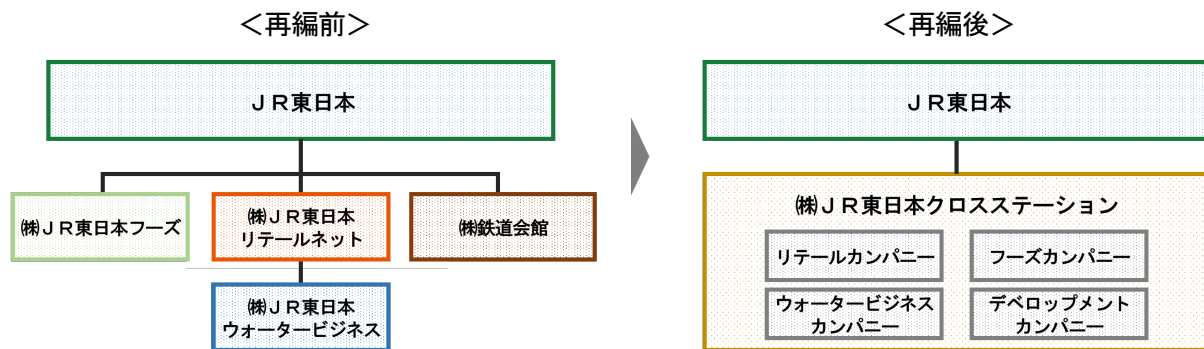 ＜再編前＞
ＪＲ東日本
㈱ＪＲ東日本フーズ
㈱ＪＲ東日本
リテールネット
㈱鉄道会館
㈱ＪＲ東日本
ウォータービジネス
＜再編後＞
ＪＲ東日本
㈱ＪＲ東日本クロスステーション
リテールカンパニー
フーズカンパニー
ウォータービジネス
カンパニー
デベロップメント
カンパニー